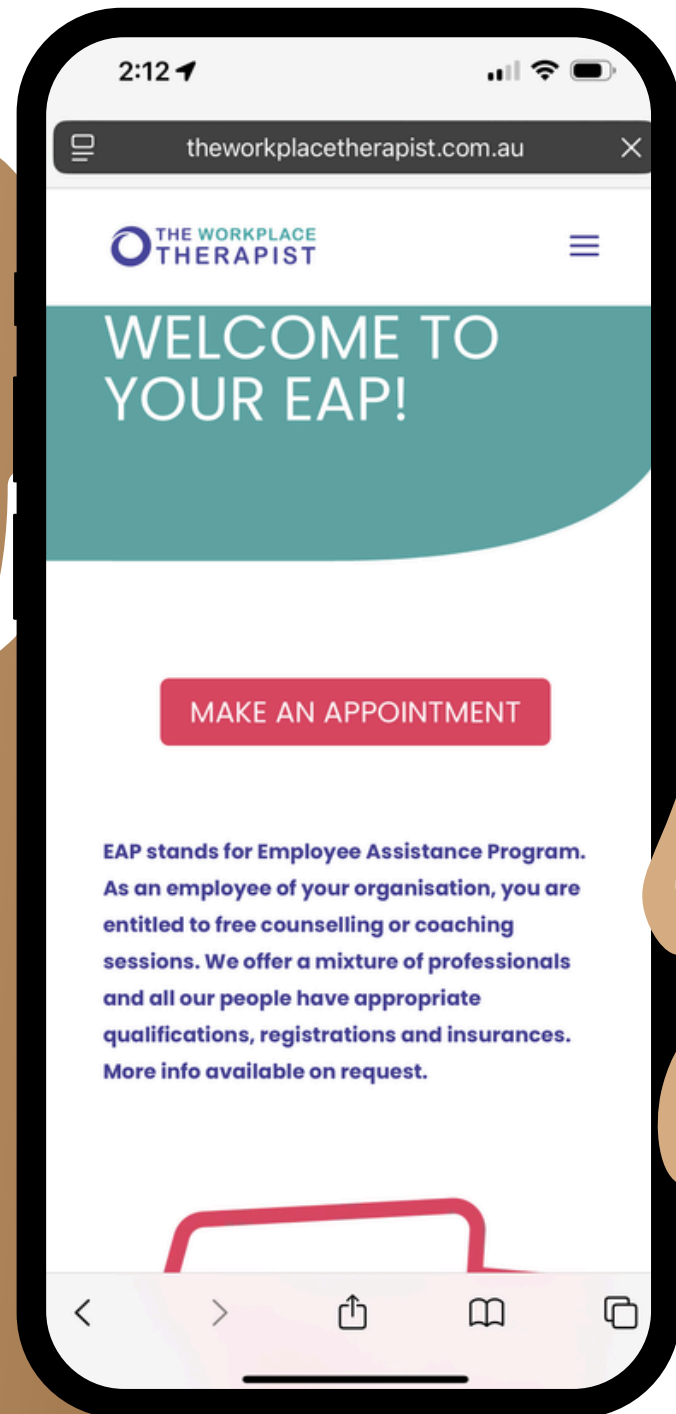 2:12
theworkplacetherapist.com.au
THE WORKPLACE
THERAPIST
WELCOME TO
YOUR EAP!
MAKE AN APPOINTMENT
EAP stands for Employee Assistance Program.
As an employee of your organisation, you are
entitled to free counselling or coaching
sessions. We offer a mixture of professionals
and all our people have appropriate
qualifications, registrations and insurances.
More info available on request.